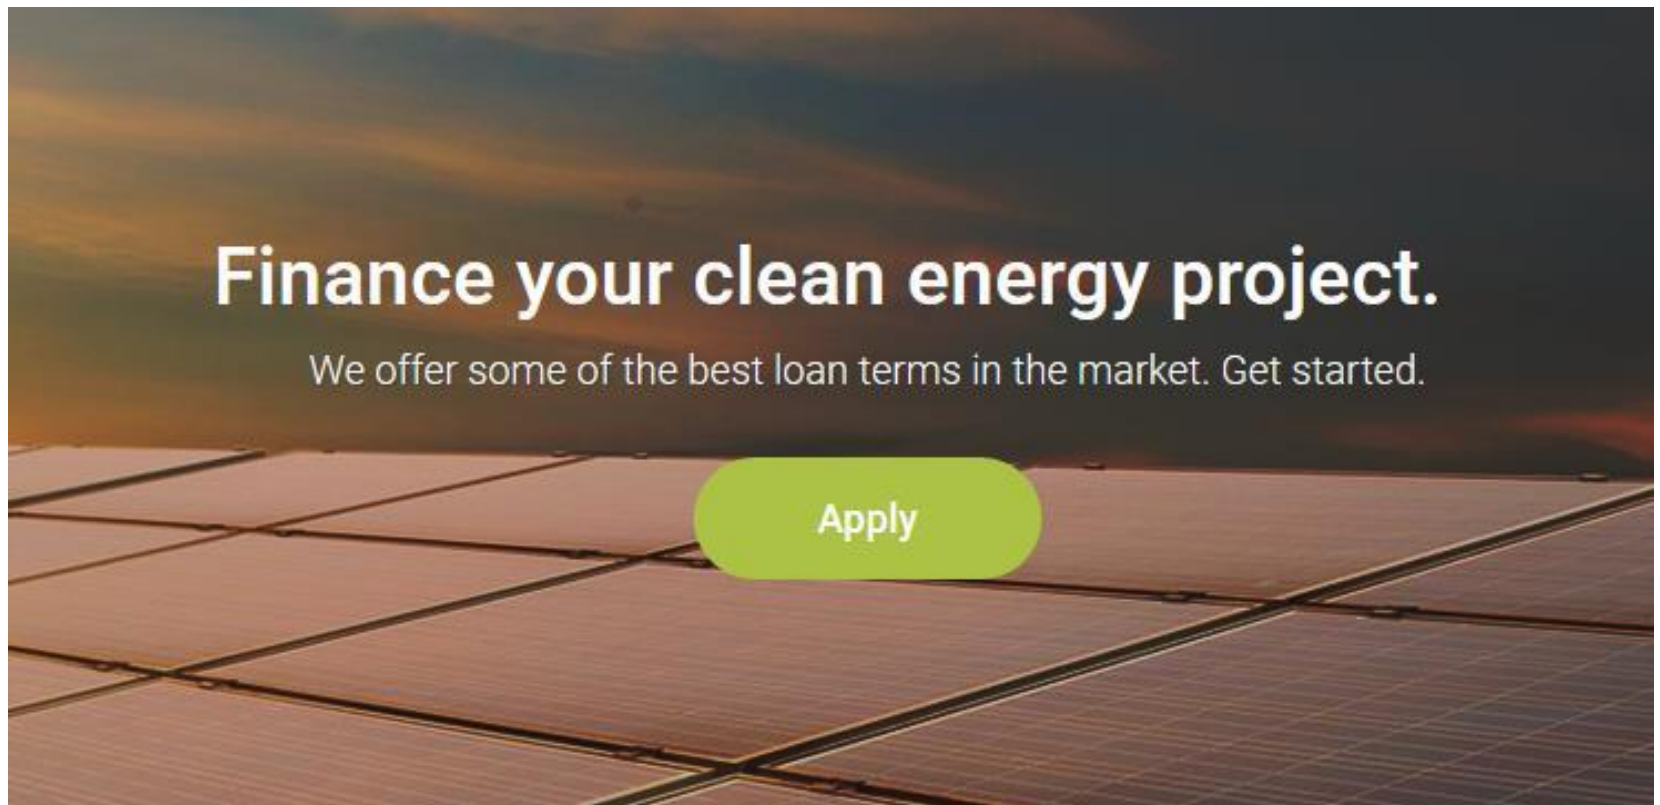 Finance your clean energy project.
We offer some of the best loan terms in the market. Get started.
Apply